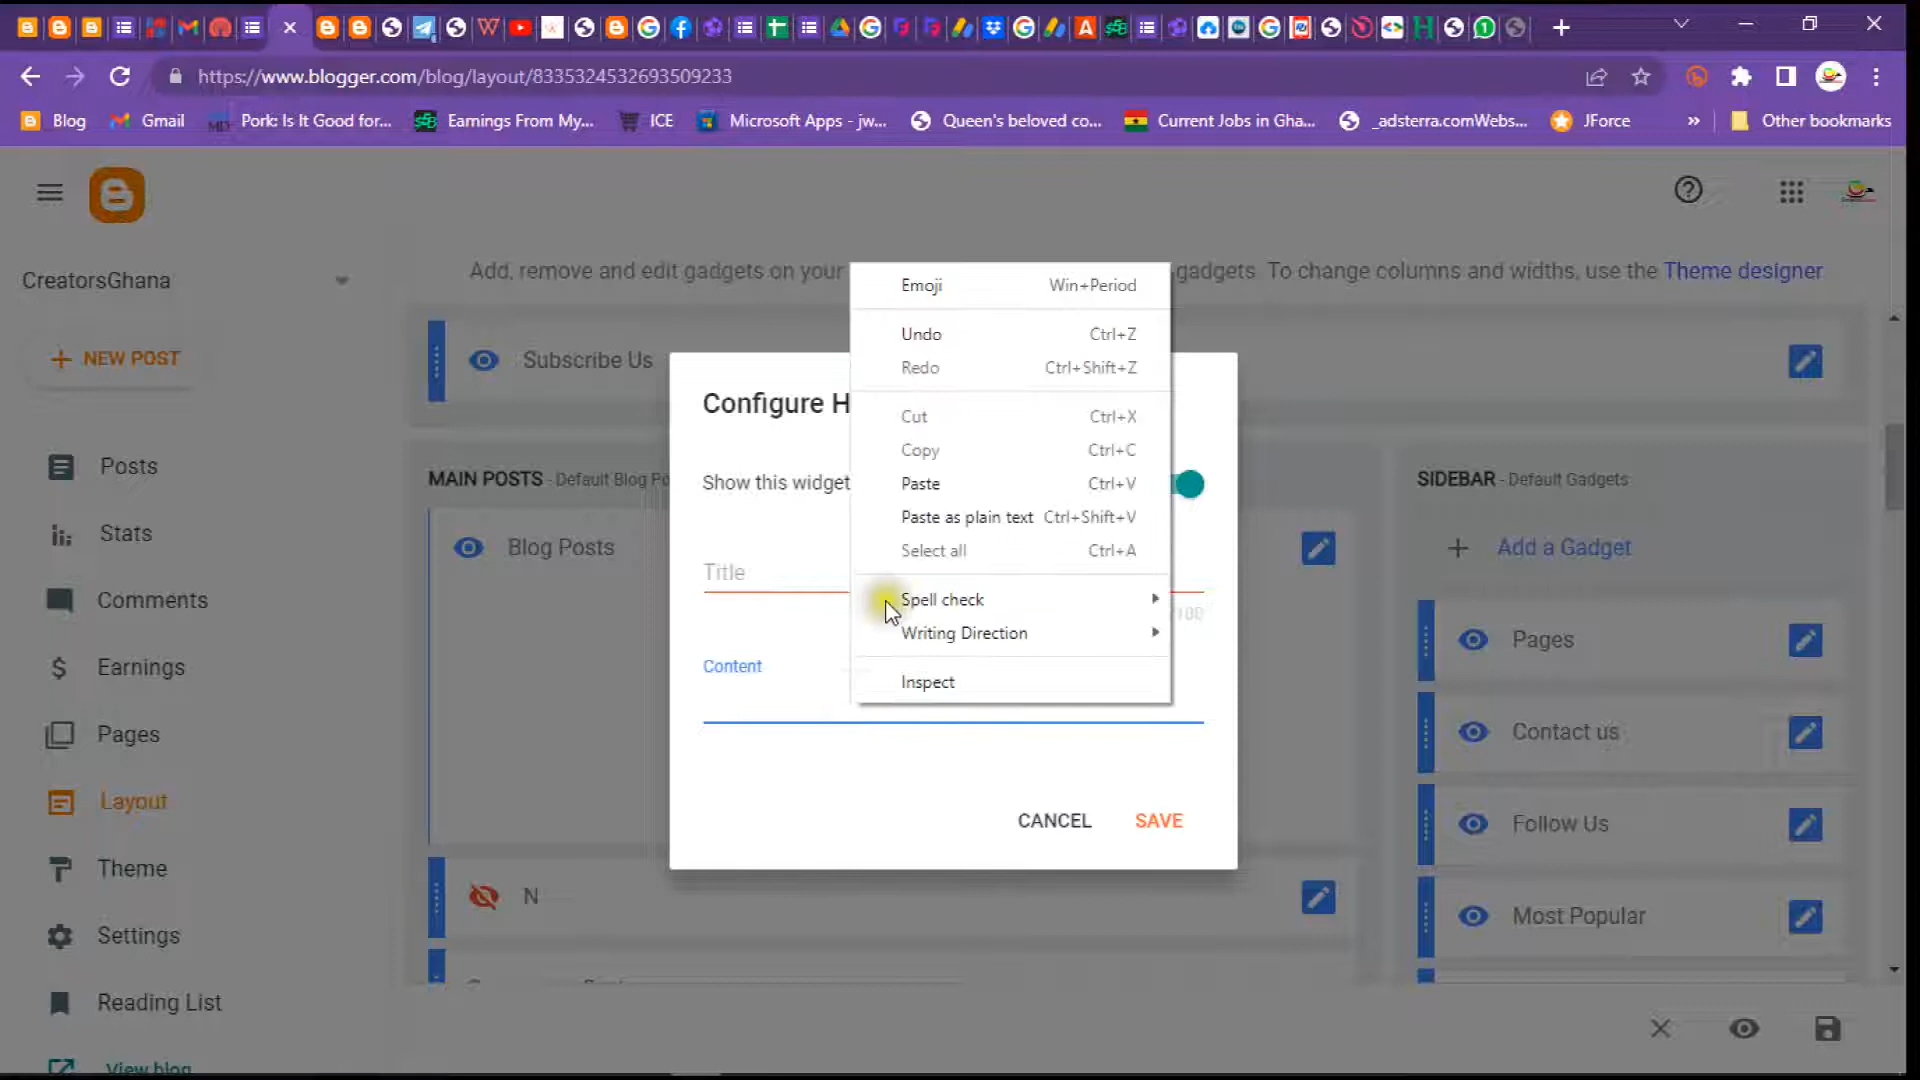 https://www.blogger.com/blog/layout/8335324532693509233
Blog
Gmail
Pork: Is It Good for...
Earnings From My...
ICE
Microsoft Apps - jw...
Queen's beloved co...
Current Jobs in Gha...
_adsterra.comWebs...
JForce
»
Other bookmarks
CreatorsGhana
+ NEW POST
Posts
Stats
Comments
Earnings
Pages
Layout
Theme
Settings
Reading List
View blog
Add, remove and edit gadgets on your
gadgets. To change columns and widths, use the Theme designer
Subscribe Us
MAIN POSTS - Default Blog Po
Blog Posts
N
Configure H
Show this widget
Title
/100
Content
CANCEL
SAVE
Emoji Win+Period
Undo Ctrl+Z
Redo Ctrl+Shift+Z
Cut Ctrl+X
Copy Ctrl+C
Paste Ctrl+V
Paste as plain text Ctrl+Shift+V
Select all Ctrl+A
Spell check
Writing Direction
Inspect
SIDEBAR - Default Gadgets
+ Add a Gadget
Pages
Contact us
Follow Us
Most Popular